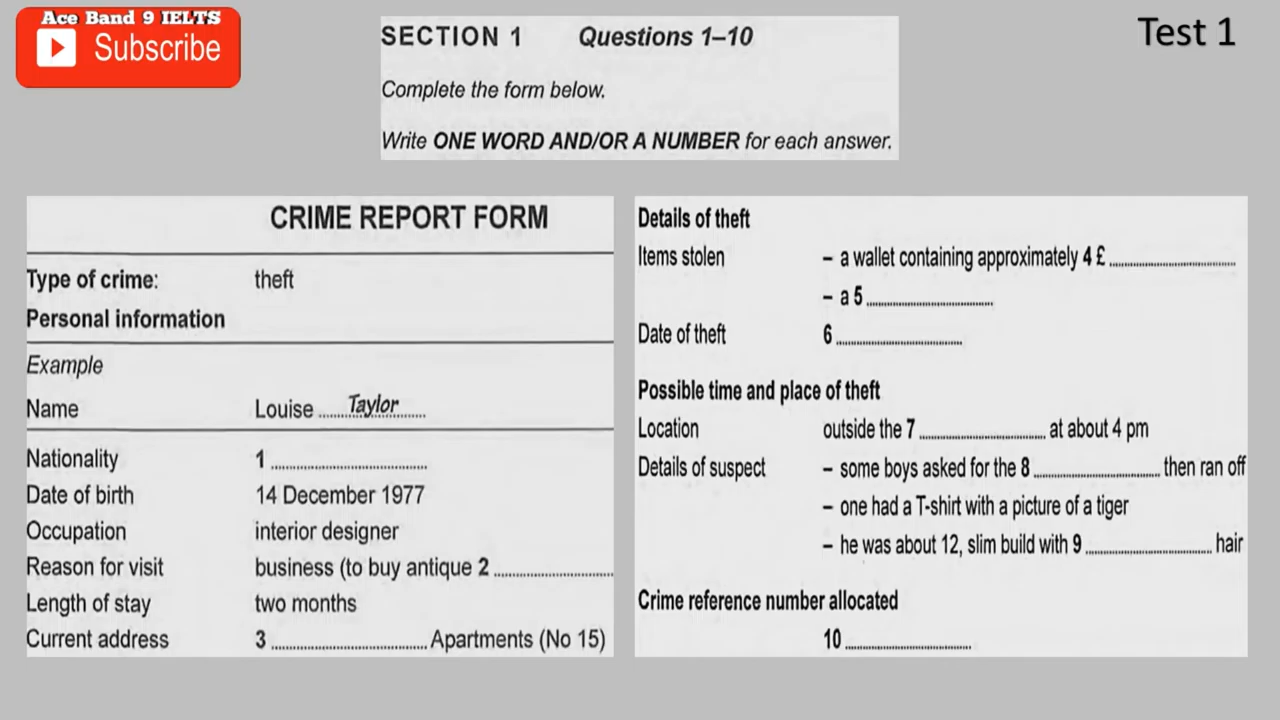 Ace Band 9 IELTS
Subscribe
Test 1
SECTION 1 Questions 1–10
Complete the form below.
Write ONE WORD AND/OR A NUMBER for each answer.
CRIME REPORT FORM
Type of crime: theft
Personal information
Example
Name Louise ........Taylor........
Nationality 1 ........................
Date of birth 14 December 1977
Occupation interior designer
Reason for visit business (to buy antique 2 ........................
Length of stay two months
Current address 3 ........................ Apartments (No 15)
Details of theft
Items stolen – a wallet containing approximately 4 £ ........................
– a 5 ........................
Date of theft 6 ........................
Possible time and place of theft
Location outside the 7 ........................ at about 4 pm
Details of suspect – some boys asked for the 8 ........................ then ran off
– one had a T-shirt with a picture of a tiger
– he was about 12, slim build with 9 ........................ hair
Crime reference number allocated
10 ........................